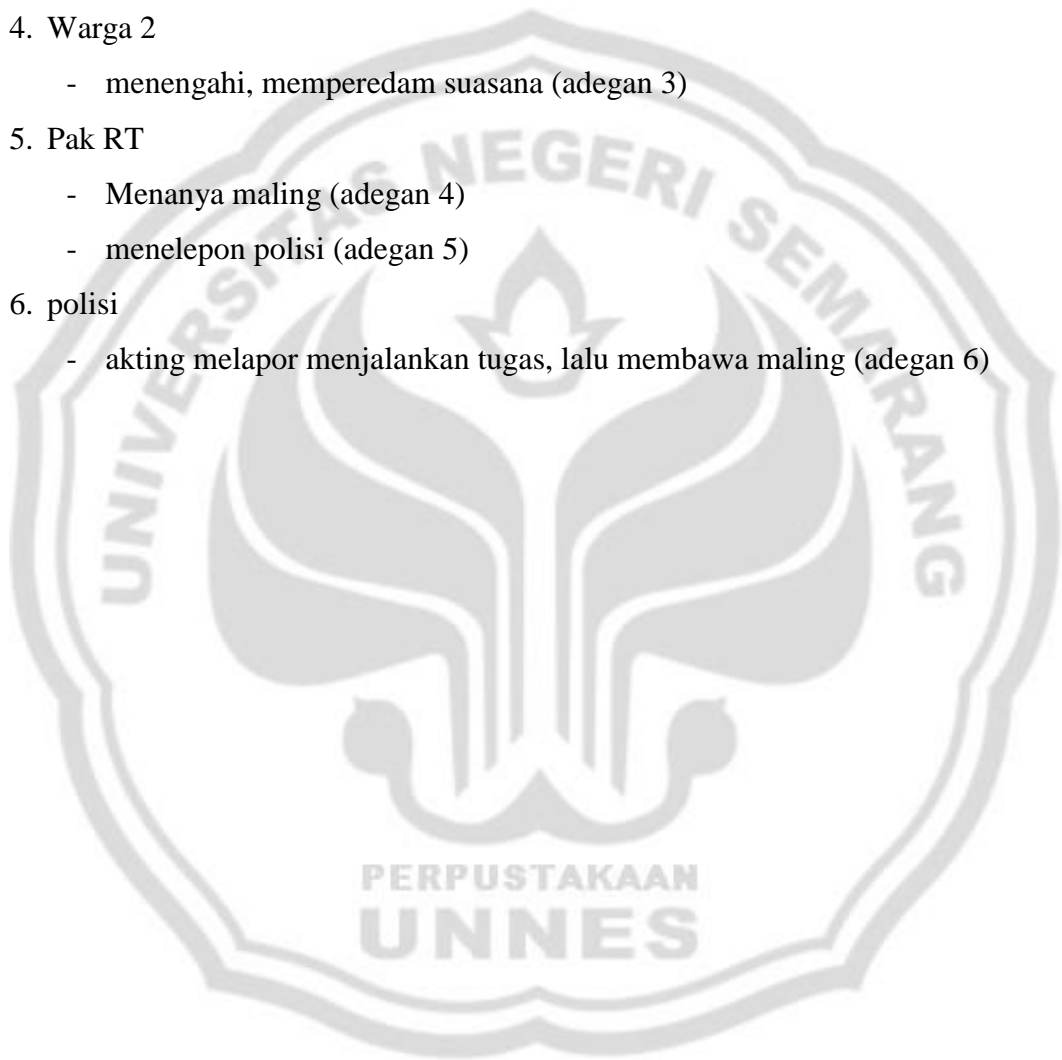 4. Warga 2
- menengahi, memperedam suasana (adegan 3)
5. Pak RT
- Menanya maling (adegan 4)
- menelepon polisi (adegan 5)
6. polisi
- akting melapor menjalankan tugas, lalu membawa maling (adegan 6)
UNIVERSITAS NEGERI SEMARANG
PERPUSTAKAAN
UNNES